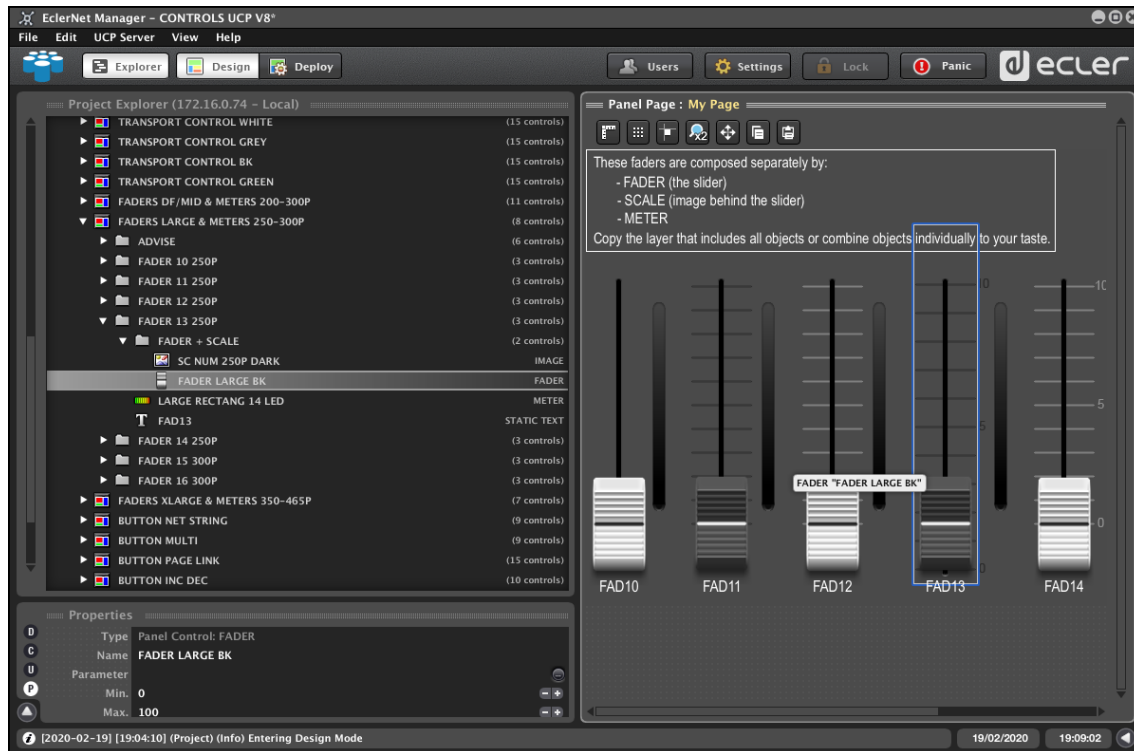 EclerNet Manager - CONTROLS UCP V8*
File Edit UCP Server View Help
Explorer Design Deploy Users Settings Lock Panic ecler
Project Explorer (172.16.0.74 - Local)
TRANSPORT CONTROL WHITE (15 controls)
TRANSPORT CONTROL GREY (15 controls)
TRANSPORT CONTROL BK (15 controls)
TRANSPORT CONTROL GREEN (15 controls)
FADERS DF/MID & METERS 200-300P (11 controls)
FADERS LARGE & METERS 250-300P (8 controls)
ADVISE (6 controls)
FADER 10 250P (3 controls)
FADER 11 250P (3 controls)
FADER 12 250P (3 controls)
FADER 13 250P (3 controls)
FADER + SCALE (2 controls)
SC NUM 250P DARK IMAGE
FADER LARGE BK FADER
LARGE RECTANG 14 LED METER
T FAD13 STATIC TEXT
FADER 14 250P (3 controls)
FADER 15 300P (3 controls)
FADER 16 300P (3 controls)
FADERS XLARGE & METERS 350-465P (7 controls)
BUTTON NET STRING (9 controls)
BUTTON MULTI (9 controls)
BUTTON PAGE LINK (15 controls)
BUTTON INC DEC (10 controls)
Properties
D
C
U
P
Type Panel Control: FADER
Name FADER LARGE BK
Parameter
Min. 0
Max. 100
Panel Page : My Page
x2
These faders are composed separately by:
- FADER (the slider)
- SCALE (image behind the slider)
- METER
Copy the layer that includes all objects or combine objects individually to your taste.
10 10
5
5
FADER "FADER LARGE BK"
0
0
FAD10 FAD11 FAD12 FAD13 FAD14
[2020-02-19] [19:04:10] (Project) (Info) Entering Design Mode 19/02/2020 19:09:02